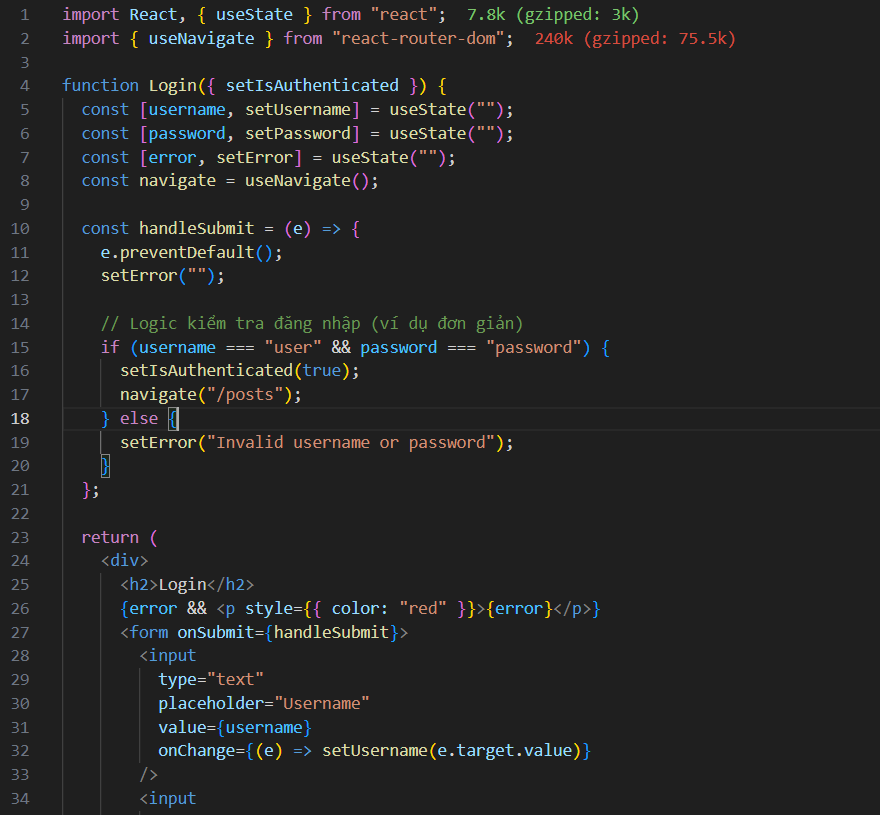 1 import React, { useState } from "react"; 7.8k (gzipped: 3k)
2 import { useNavigate } from "react-router-dom"; 240k (gzipped: 75.5k)
3
4 function Login({ setIsAuthenticated }) {
5 const [username, setUsername] = useState("");
6 const [password, setPassword] = useState("");
7 const [error, setError] = useState("");
8 const navigate = useNavigate();
9
10 const handleSubmit = (e) => {
11 e.preventDefault();
12 setError("");
13
14 // Logic kiểm tra đăng nhập (ví dụ đơn giản)
15 if (username === "user" && password === "password") {
16 setIsAuthenticated(true);
17 navigate("/posts");
18 } else {
19 setError("Invalid username or password");
20 }
21 };
22
23 return (
24 <div>
25 <h2>Login</h2>
26 {error && <p style={{ color: "red" }}>{error}</p>}
27 <form onSubmit={handleSubmit}>
28 <input
29 type="text"
30 placeholder="Username"
31 value={username}
32 onChange={(e) => setUsername(e.target.value)}
33 />
34 <input